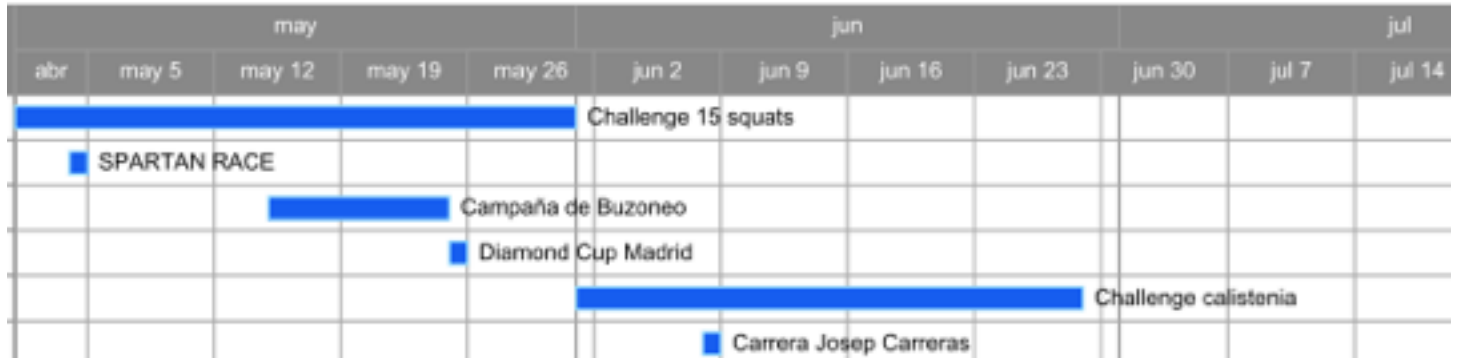 may jun jul
abr may 5 may 12 may 19 may 26 jun 2 jun 9 jun 16 jun 23 jun 30 jul 7 jul 14
Challenge 15 squats
SPARTAN RACE
Campaña de Buzoneo
Diamond Cup Madrid
Challenge calistenia
Carrera Josep Carreras